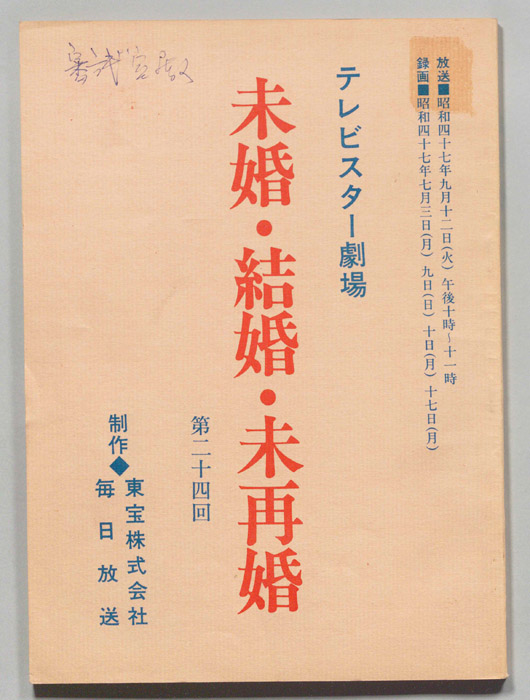 放送■昭和四十七年九月十二日(火)午後十時~十一時
録画■昭和四十七年七月三日(月)九日(日)十日(月)十七日(月)
テレビスター劇場
未婚・結婚・未再婚
第二十四回
制作◆東宝株式会社
毎日放送